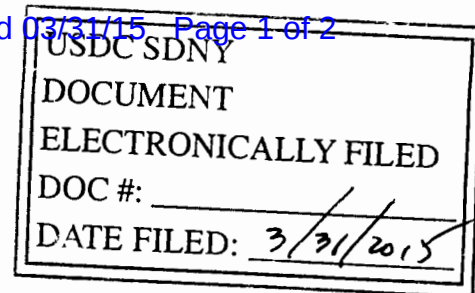 d 03/31/15 Page 1 of 2
USDC SDNY
DOCUMENT
ELECTRONICALLY FILED
DOC #:
DATE FILED: 3/31/2015